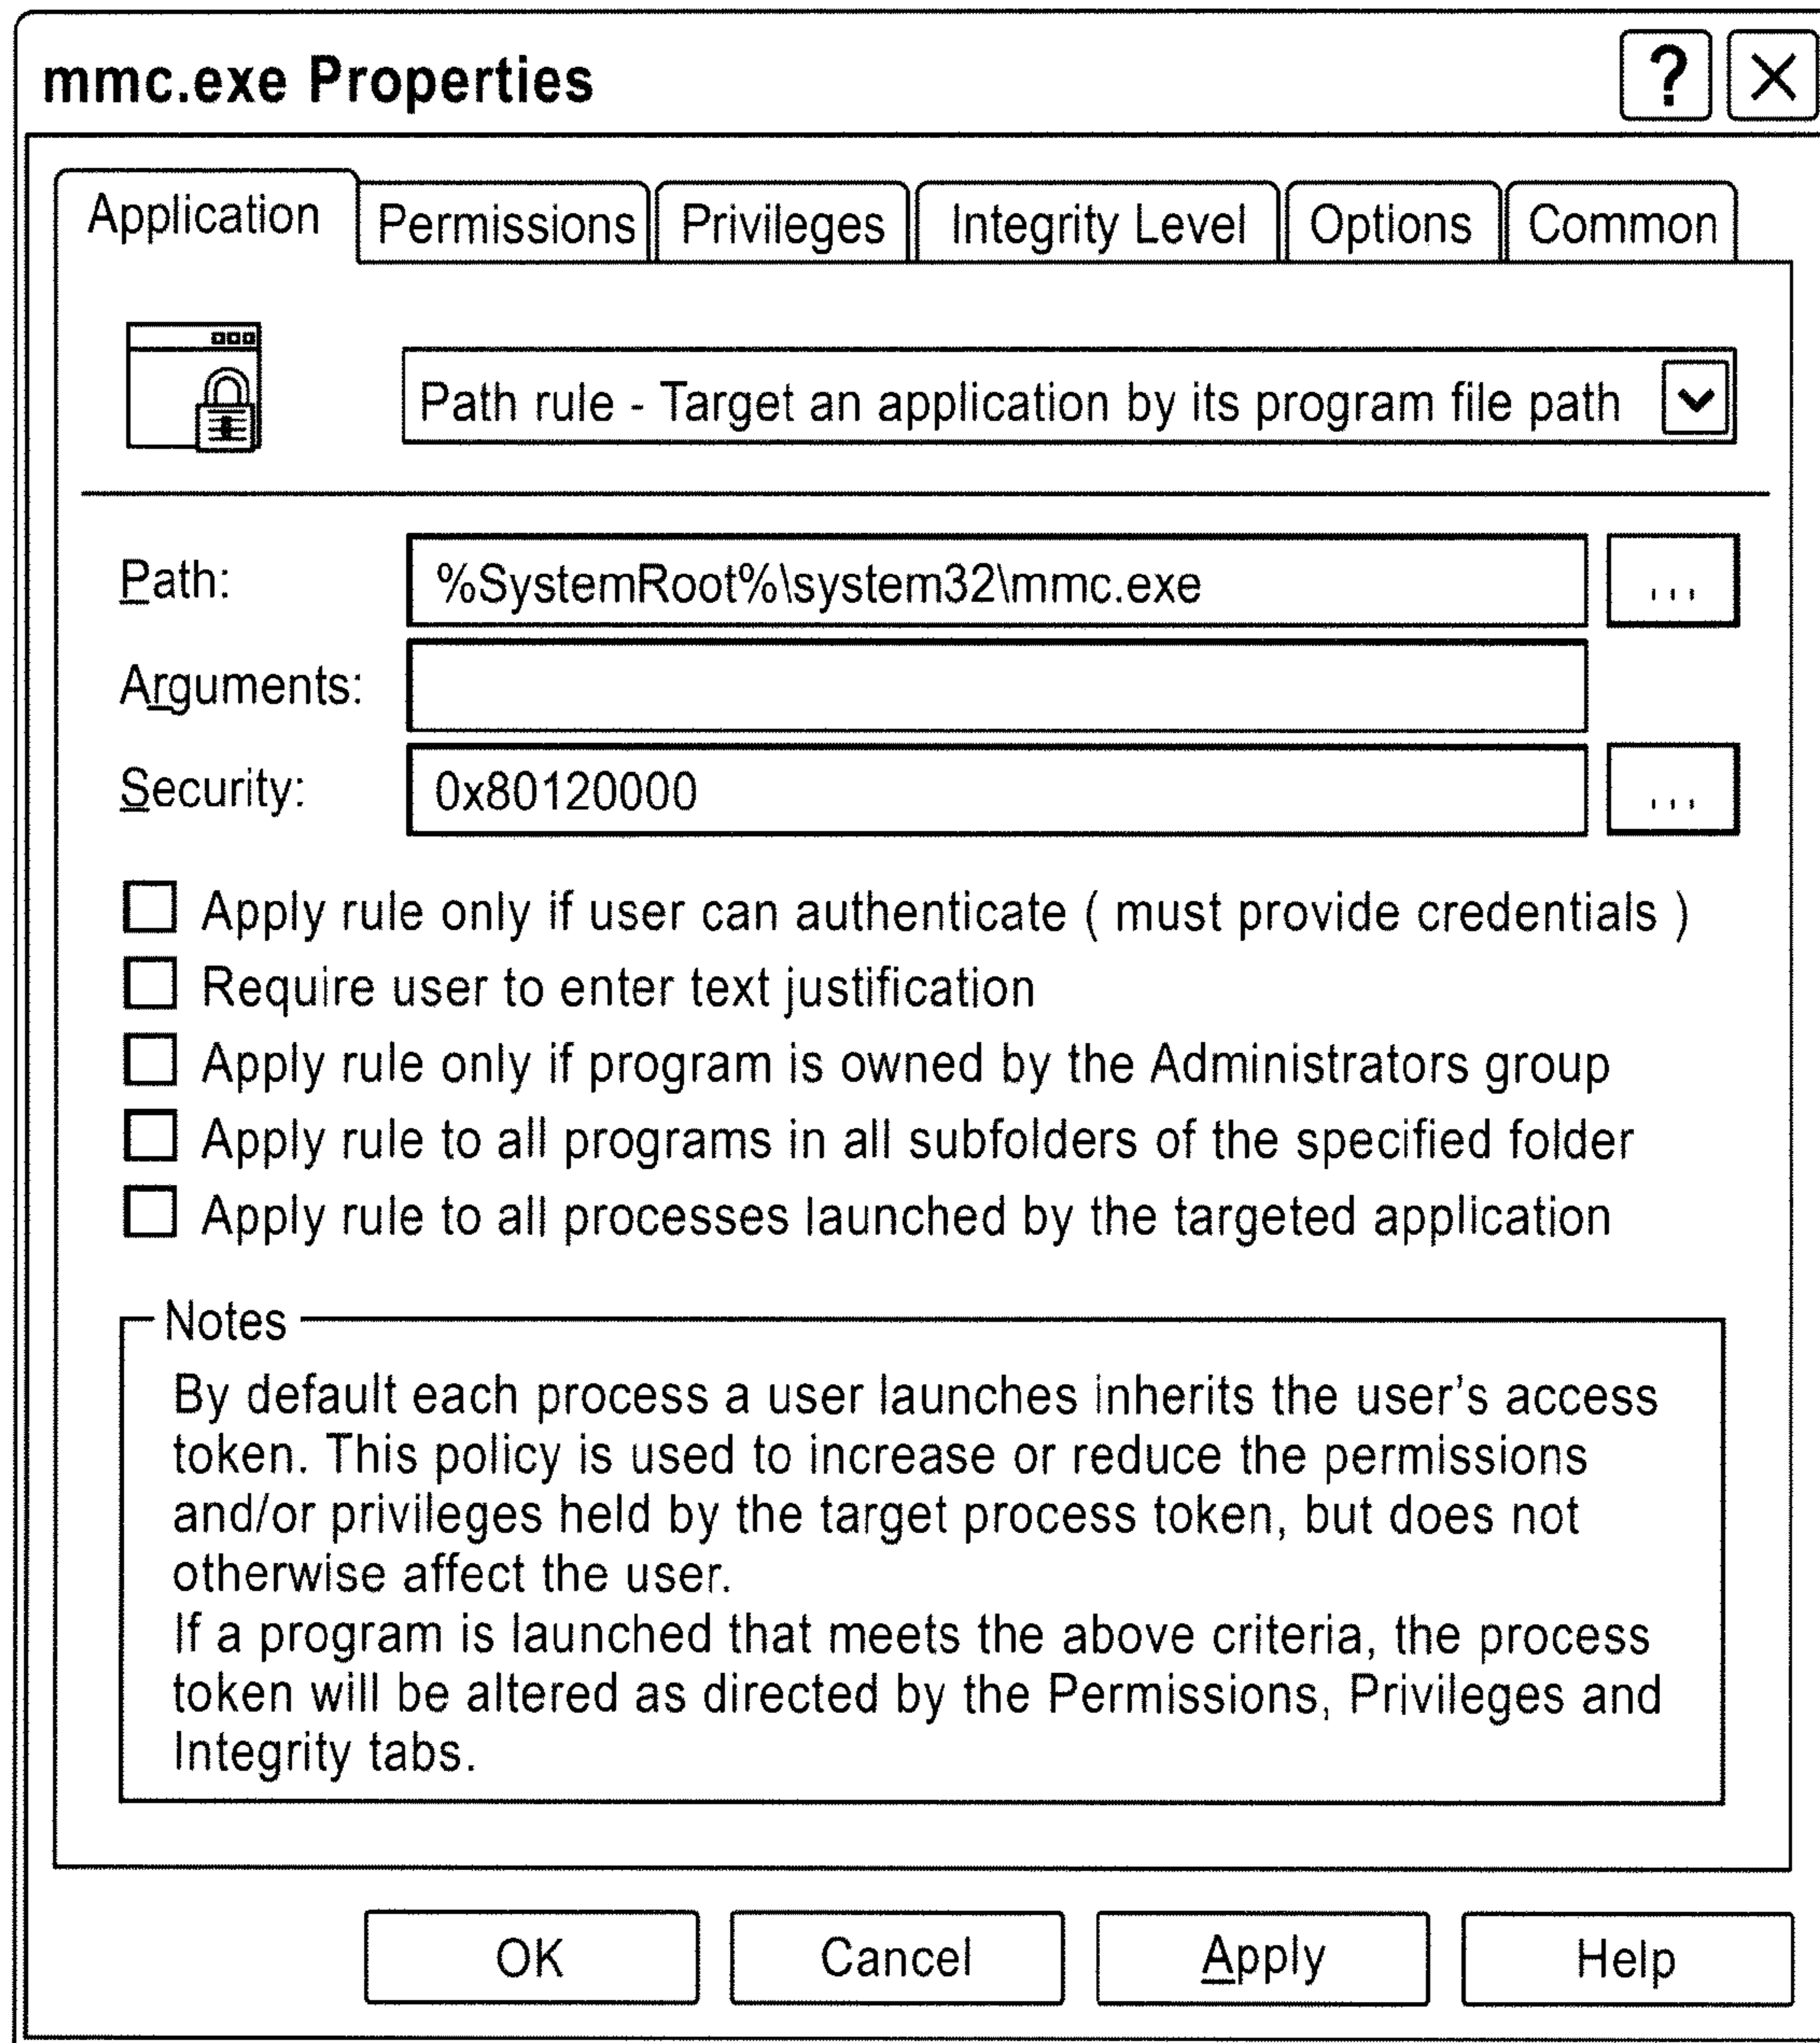 mmc.exe Properties ?
Application Permissions Privileges Integrity Level Options Common
Path rule - Target an application by its program file path
Path: %SystemRoot%\system32\mmc.exe ...
Arguments:
Security: 0x80120000 ...
Apply rule only if user can authenticate ( must provide credentials )
Require user to enter text justification
Apply rule only if program is owned by the Administrators group
Apply rule to all programs in all subfolders of the specified folder
Apply rule to all processes launched by the targeted application
Notes
By default each process a user launches inherits the user's access
token. This policy is used to increase or reduce the permissions
and/or privileges held by the target process token, but does not
otherwise affect the user.
If a program is launched that meets the above criteria, the process
token will be altered as directed by the Permissions, Privileges and
Integrity tabs.
OK Cancel Apply Help